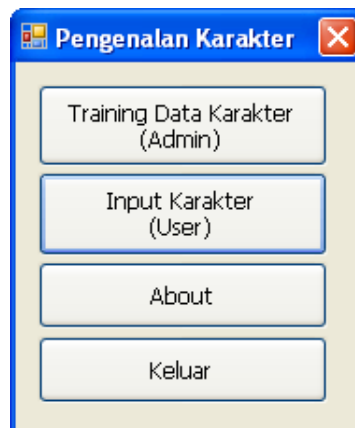 Pengenalan Karakter
Training Data Karakter
(Admin)
Input Karakter
(User)
About
Keluar